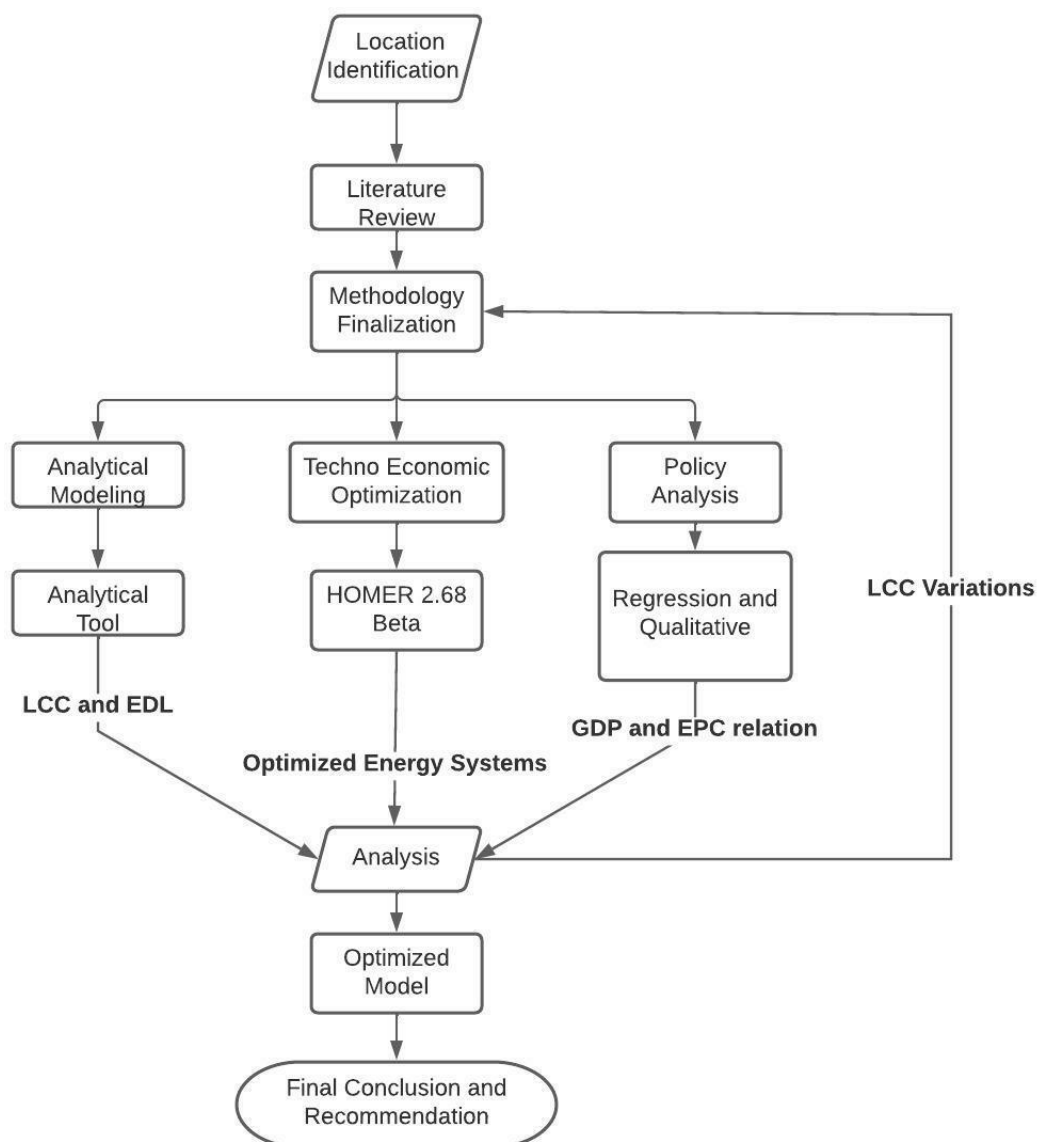 Location
Identification
Literature
Review
Methodology
Finalization
Analytical
Modeling
Techno Economic
Optimization
Policy
Analysis
Analytical
Tool
HOMER 2.68
Beta
Regression and
Qualitative
LCC Variations
LCC and EDL
GDP and EPC relation
Optimized Energy Systems
Analysis
Optimized
Model
Final Conclusion and
Recommendation